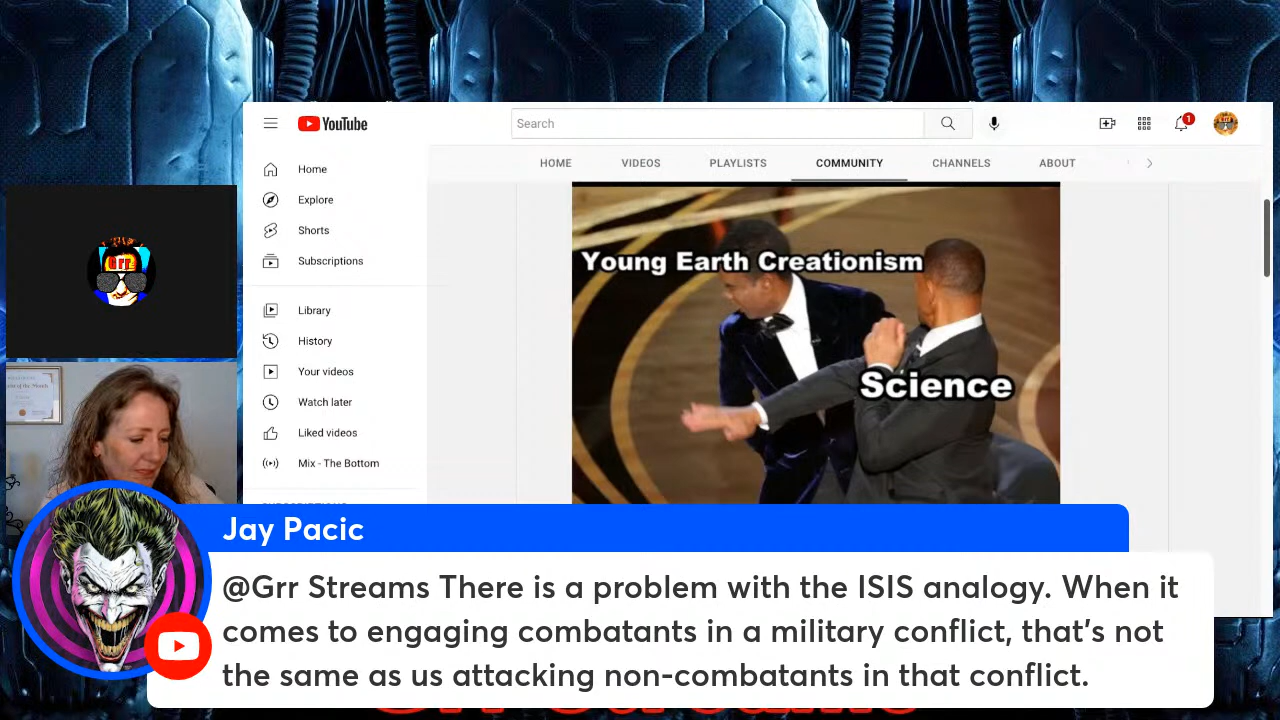 YouTube
Search
1
HOME
VIDEOS
PLAYLISTS
COMMUNITY
CHANNELS
ABOUT
Home
Explore
Shorts
Subscriptions
Library
History
Your videos
Watch later
Liked videos
Mix - The Bottom
Grr
Young Earth Creationism
Science
Jay Pacic
@Grr Streams There is a problem with the ISIS analogy. When it
comes to engaging combatants in a military conflict, that's not
the same as us attacking non-combatants in that conflict.